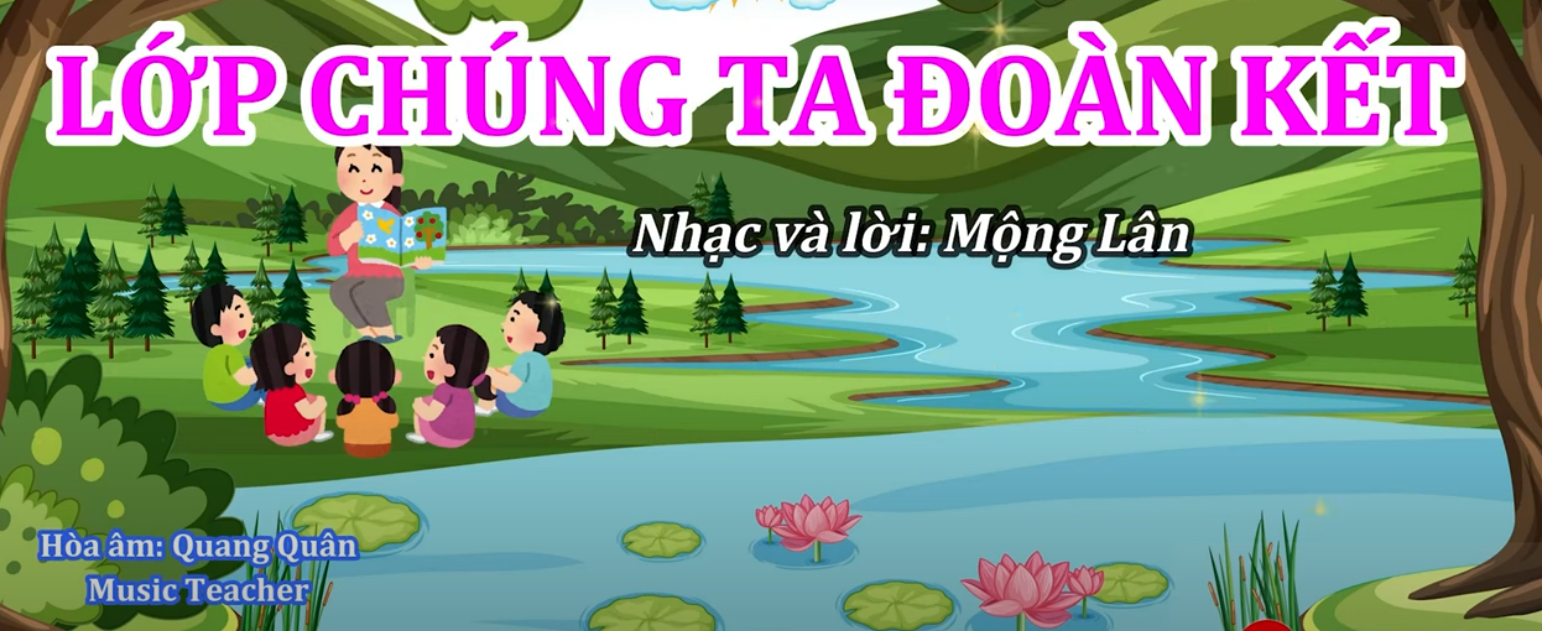 LỚP CHÚNG TA ĐOÀN KẾT
Nhạc và lời: Mộng Lân
Hòa âm: Quang Quân
Music Teacher